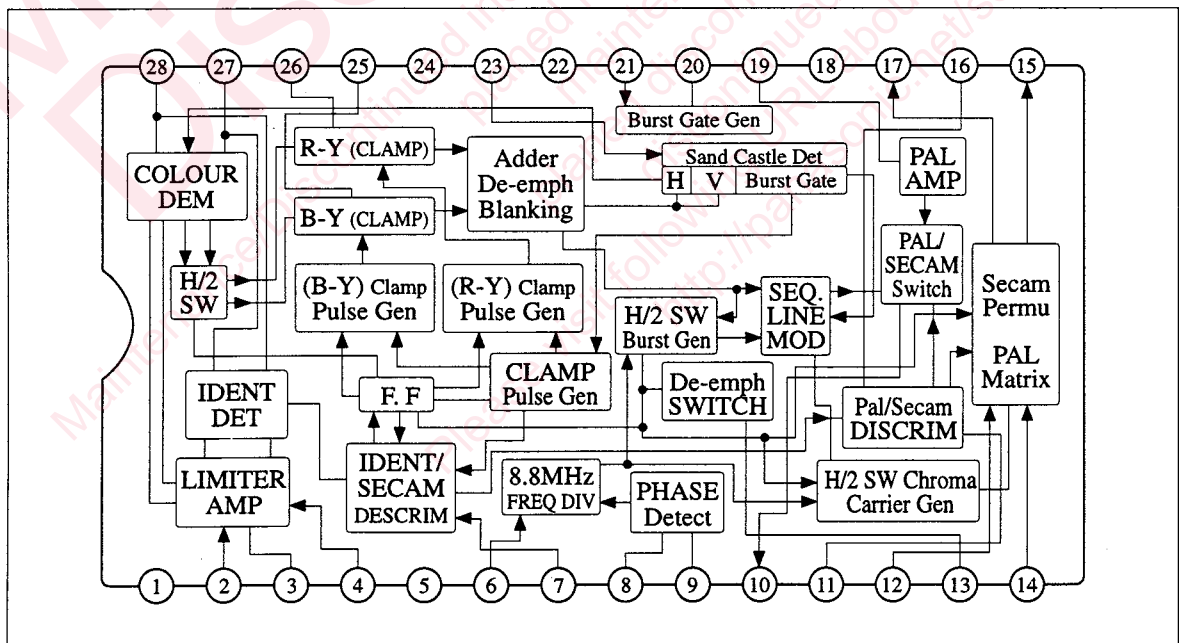 28 27 26 25 24 23 22 21 20 19 18 17 16 15
Burst Gate Gen
R-Y (CLAMP)
Adder
De-emph
Blanking
Sand Castle Det
H V Burst Gate
PAL
AMP
COLOUR
DEM
B-Y (CLAMP)
PAL/
SECAM
Switch
H/2
SW
(B-Y) Clamp
Pulse Gen
(R-Y) Clamp
Pulse Gen
H/2 SW
Burst Gen
SEQ.
LINE
MOD
Secam
Permu
PAL
Matrix
IDENT
DET
F. F
CLAMP
Pulse Gen
De-emph
SWITCH
Pal/Secam
DISCRIM
LIMITER
AMP
IDENT/
SECAM
DESCRIM
8.8MHz
FREQ DIV
PHASE
Detect
H/2 SW Chroma
Carrier Gen
1 2 3 4 5 6 7 8 9 10 11 12 13 14